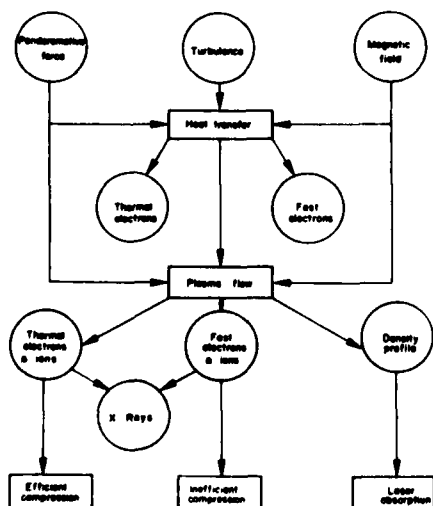 Ponderomotive
force
Turbulence
Magnetic
field
Heat transfer
Thermal
electrons
Fast
electrons
Plasma flow
Thermal
electrons
a ions
Fast
electrons
a ions
Density
profile
X Rays
Efficient
compression
Inefficient
compression
Laser
absorption